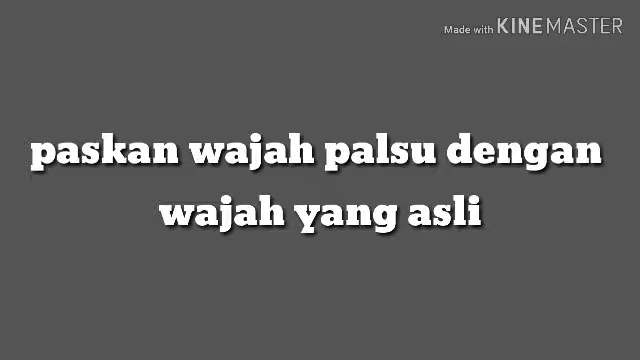 Made with KINEMASTER
paskan wajah palsu dengan
wajah yang asli